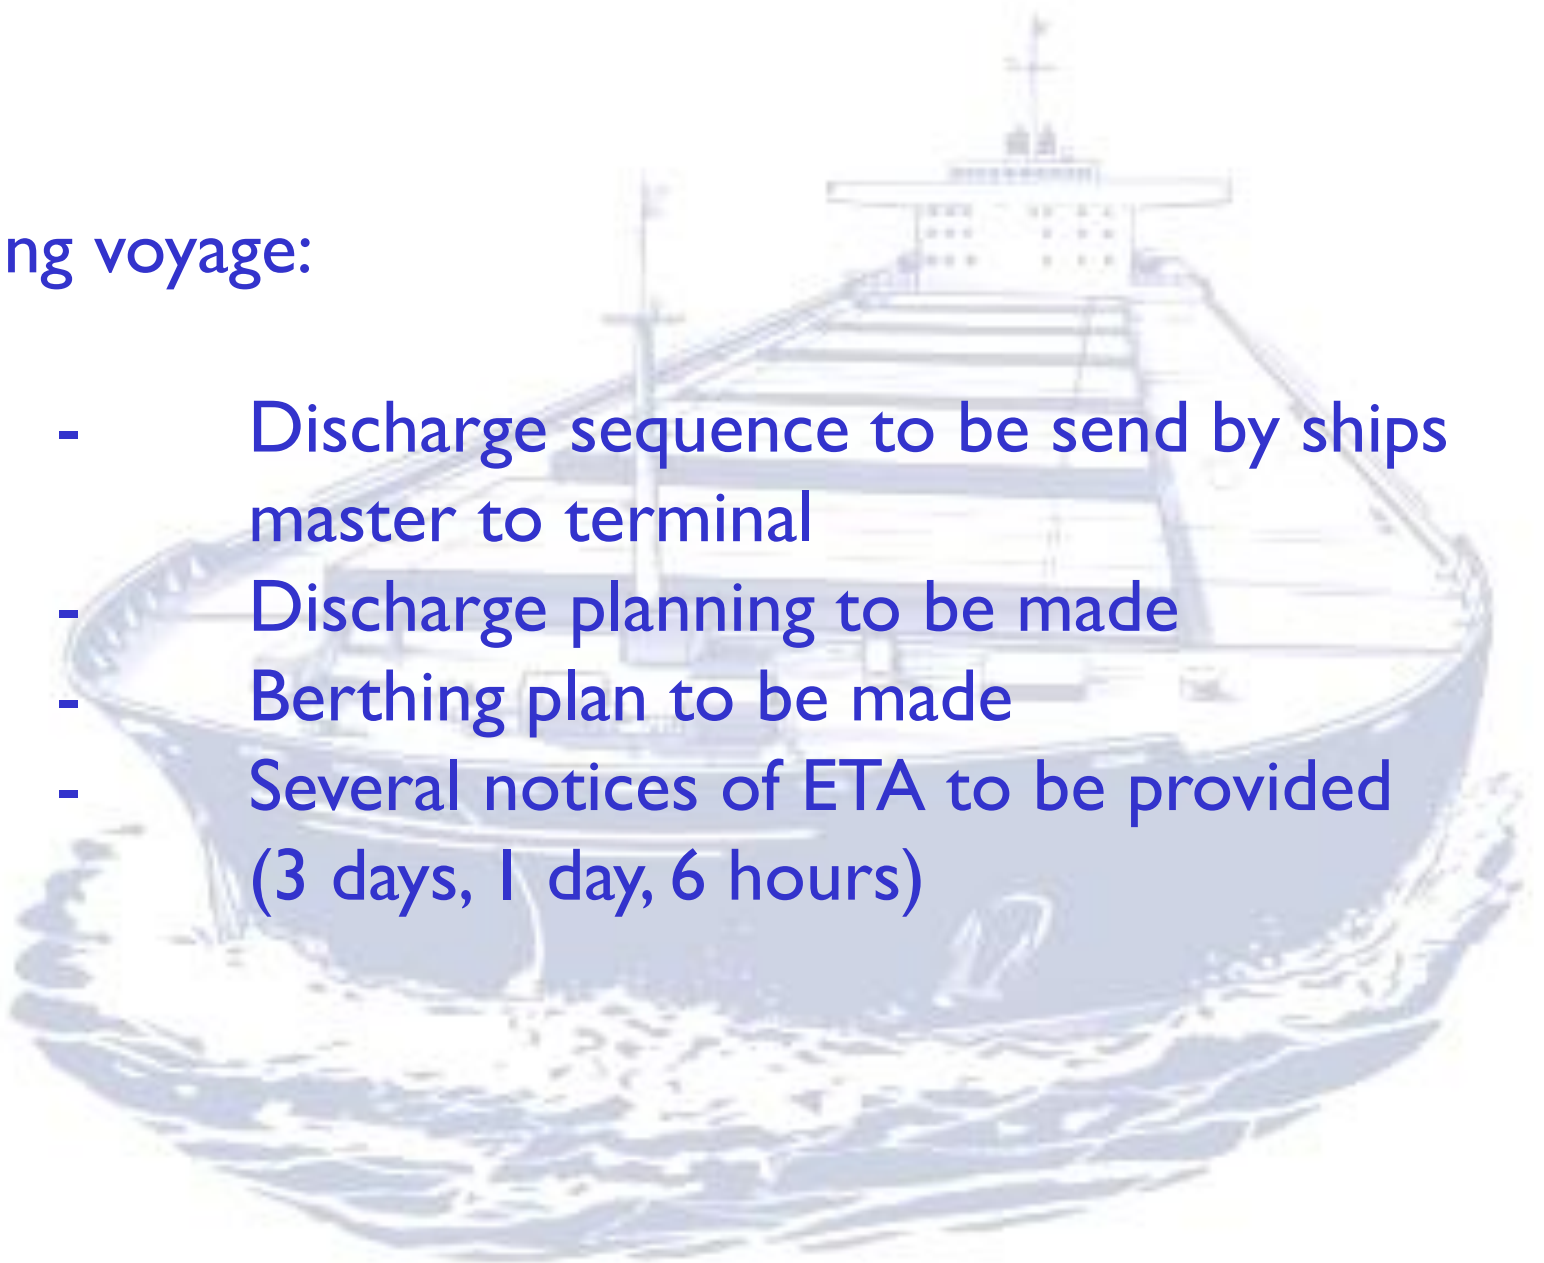 ng voyage:
- Discharge sequence to be send by ships
master to terminal
- Discharge planning to be made
- Berthing plan to be made
- Several notices of ETA to be provided
(3 days, 1 day, 6 hours)